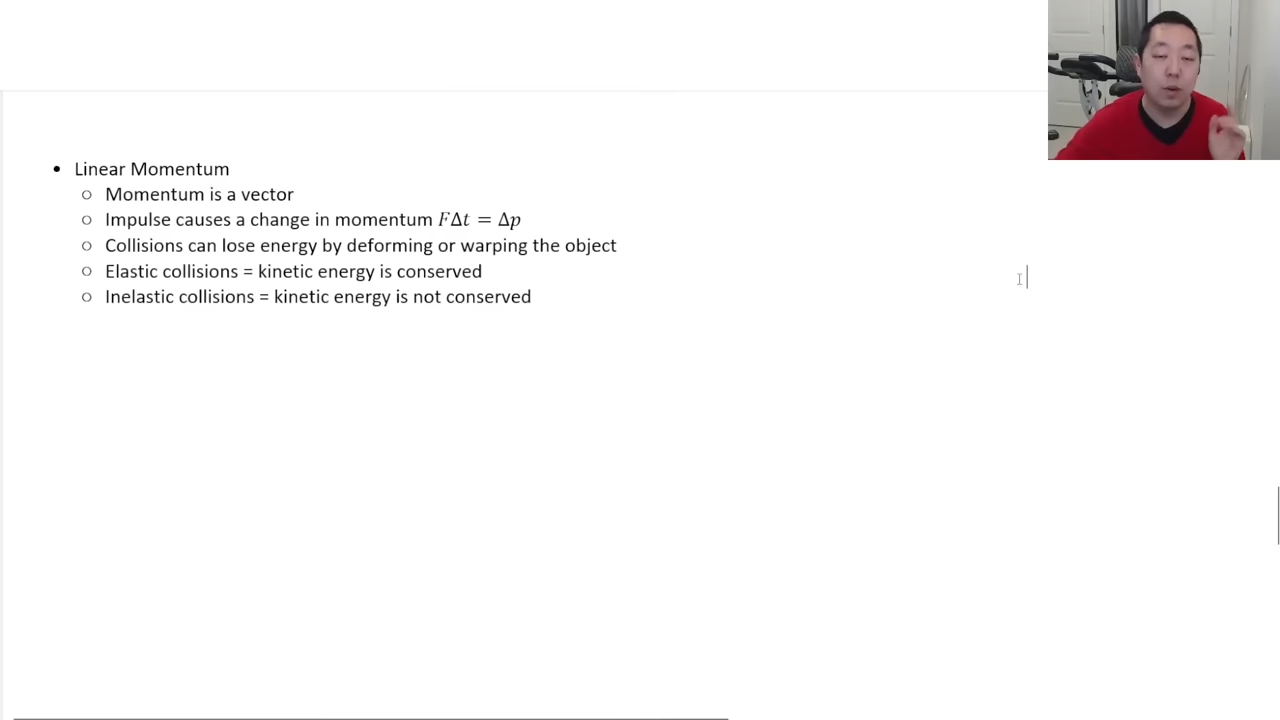 • Linear Momentum
○ Momentum is a vector
○ Impulse causes a change in momentum FΔt = Δp
○ Collisions can lose energy by deforming or warping the object
○ Elastic collisions = kinetic energy is conserved
○ Inelastic collisions = kinetic energy is not conserved